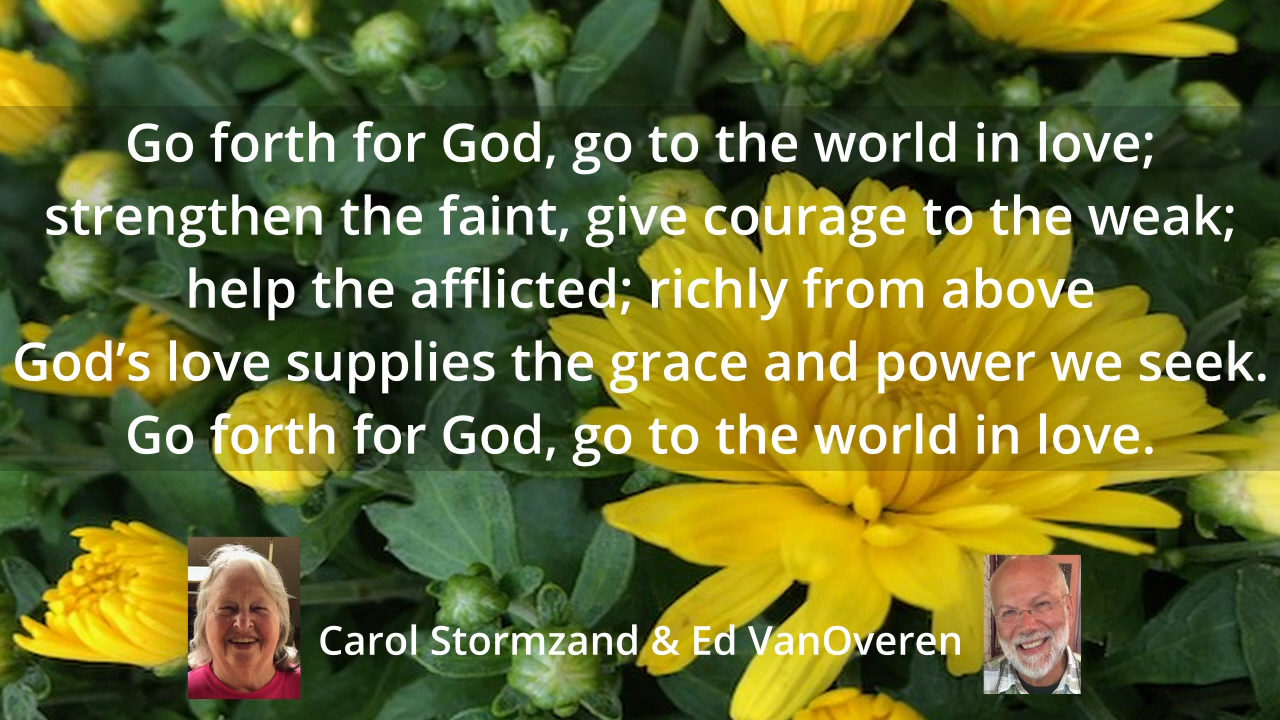 Go forth for God, go to the world in love;
strengthen the faint, give courage to the weak;
help the afflicted; richly from above
God’s love supplies the grace and power we seek.
Go forth for God, go to the world in love.
Carol Stormzand & Ed VanOveren